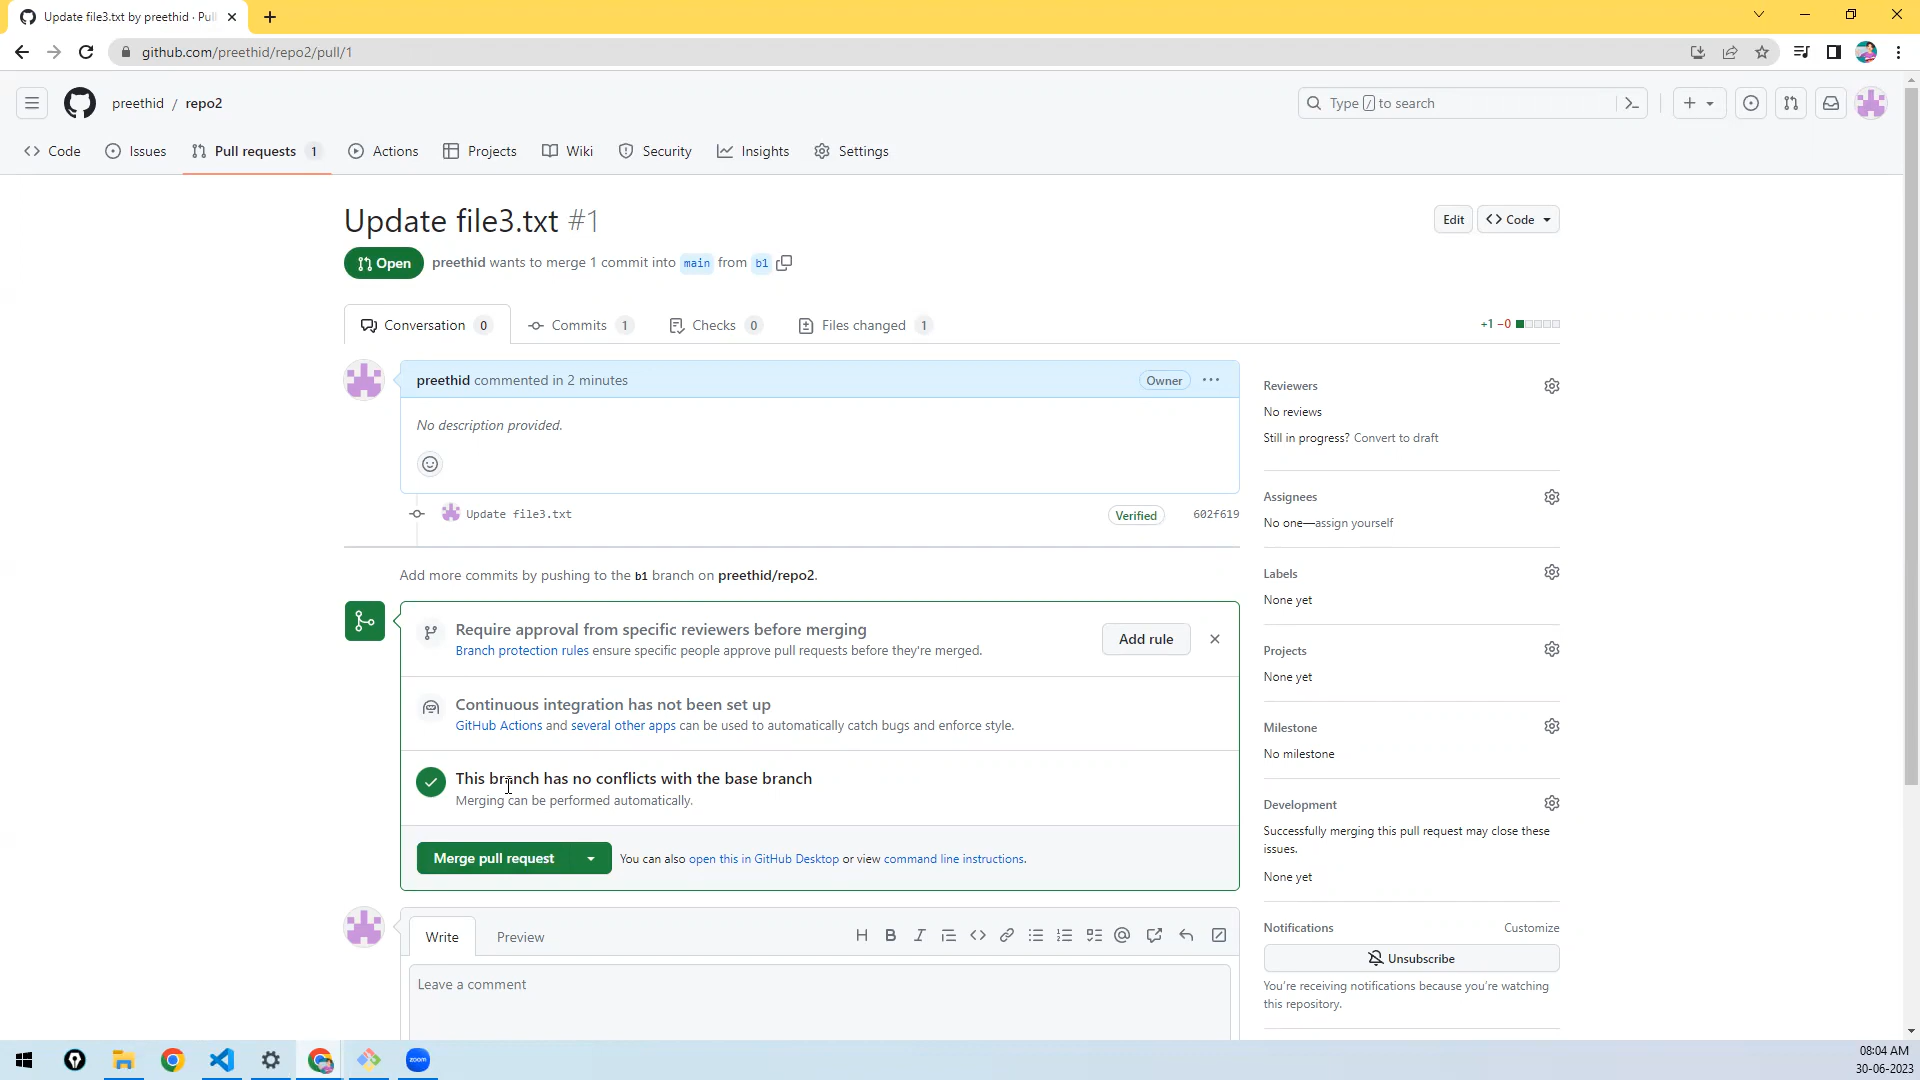 Update file3.txt by preethid · Pul
github.com/preethid/repo2/pull/1
preethid / repo2
Type / to search
Code
Issues
Pull requests 1
Actions
Projects
Wiki
Security
Insights
Settings
Update file3.txt #1
Edit
Code
Open
preethid wants to merge 1 commit into main from b1
Conversation 0
Commits 1
Checks 0
Files changed 1
+1 −0
preethid commented in 2 minutes
Owner
No description provided.
Update file3.txt
Verified
602f619
Add more commits by pushing to the b1 branch on preethid/repo2.
Require approval from specific reviewers before merging
Branch protection rules ensure specific people approve pull requests before they're merged.
Add rule
Continuous integration has not been set up
GitHub Actions and several other apps can be used to automatically catch bugs and enforce style.
This branch has no conflicts with the base branch
Merging can be performed automatically.
Merge pull request
You can also open this in GitHub Desktop or view command line instructions.
Write
Preview
Leave a comment
Reviewers
No reviews
Still in progress? Convert to draft
Assignees
No one—assign yourself
Labels
None yet
Projects
None yet
Milestone
No milestone
Development
Successfully merging this pull request may close these
issues.
None yet
Notifications
Customize
Unsubscribe
You're receiving notifications because you're watching
this repository.
zoom
08:04 AM
30-06-2023